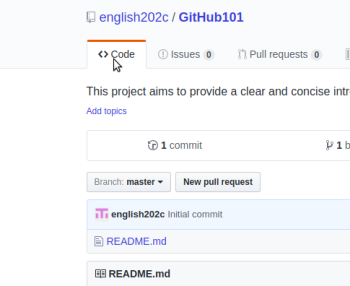 english202c / GitHub101
Code Issues 0 Pull requests 0
This project aims to provide a clear and concise
Add topics
1 commit 1
Branch: master New pull request
english202c Initial commit
README.md
README.md